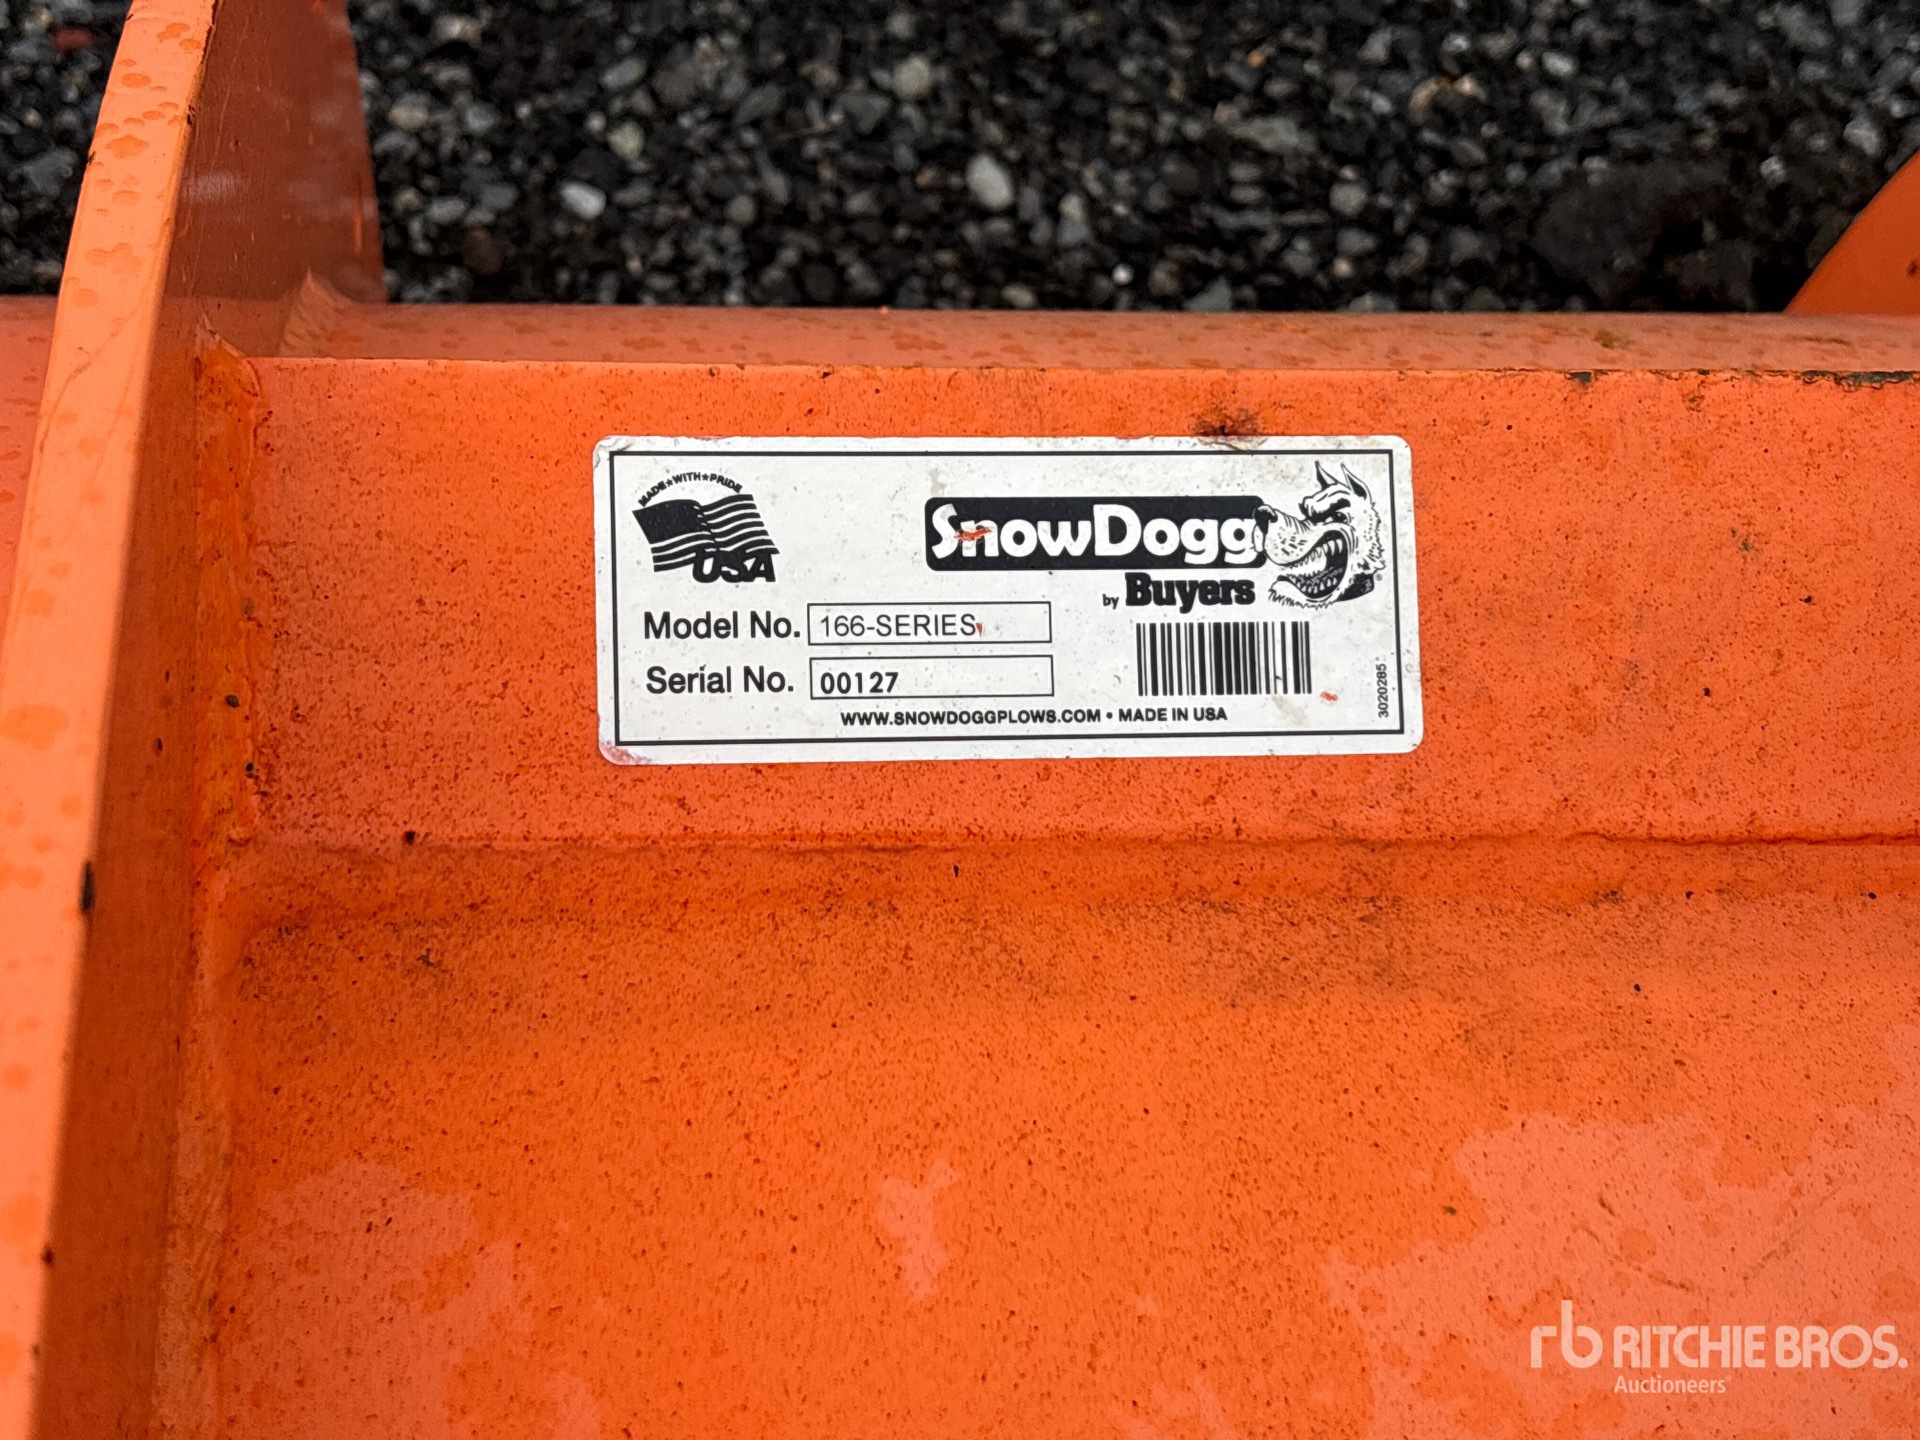 MADE★WITH★PRIDE
USA
SnowDogg
by Buyers
®
Model No. 166-SERIES
Serial No. 00127
3020285
WWW.SNOWDOGGPLOWS.COM • MADE IN USA
rb RITCHIE BROS.
Auctioneers